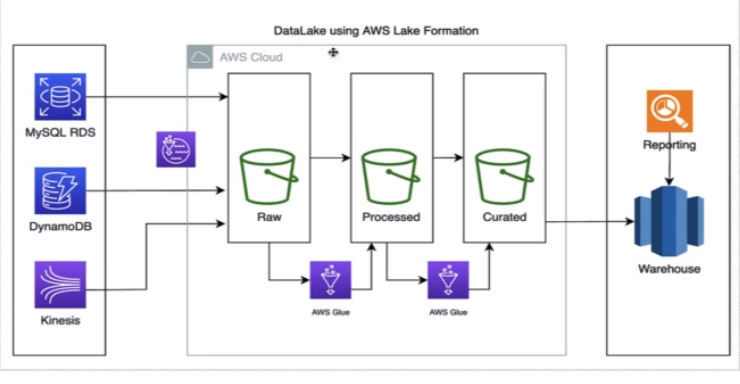 DataLake using AWS Lake Formation
AWS Cloud
MySQL RDS
DynamoDB
Kinesis
Raw
Processed
Curated
AWS Glue
AWS Glue
Reporting
Warehouse